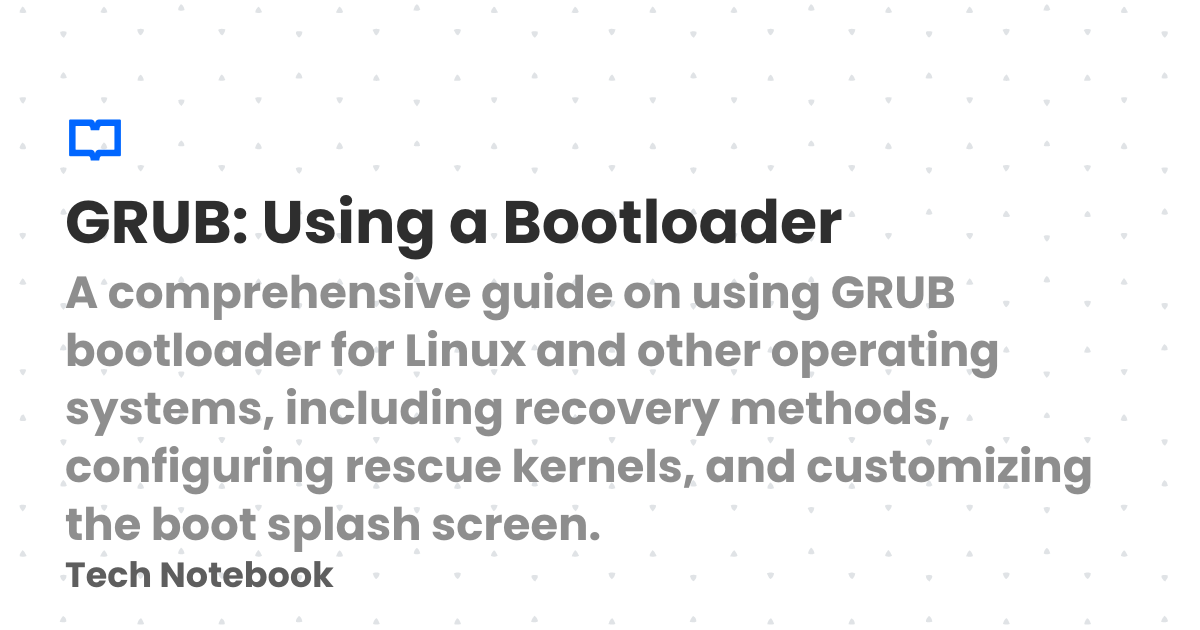 GRUB: Using a Bootloader
A comprehensive guide on using GRUB
bootloader for Linux and other operating
systems, including recovery methods,
configuring rescue kernels, and customizing
the boot splash screen.
Tech Notebook